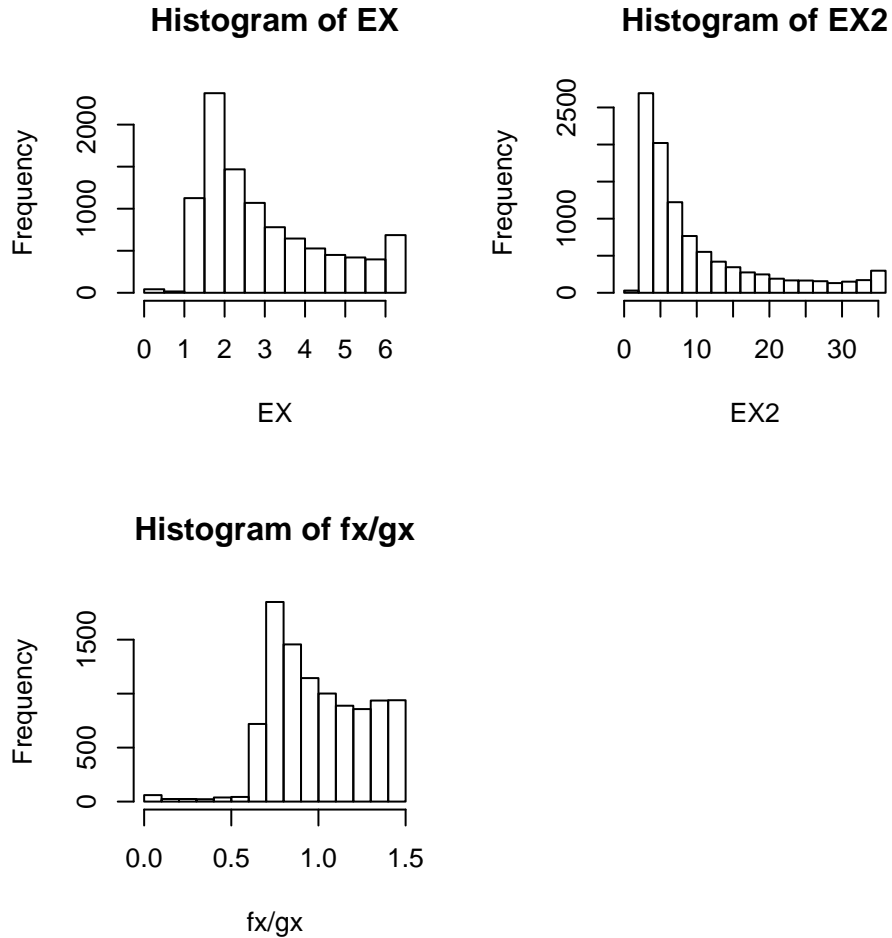 Histogram of EX
Frequency
0 1000 2000
0 1 2 3 4 5 6
EX
Histogram of EX2
Frequency
0 1000 2500
0 10 20 30
EX2
Histogram of fx/gx
Frequency
0 500 1500
0.0 0.5 1.0 1.5
fx/gx